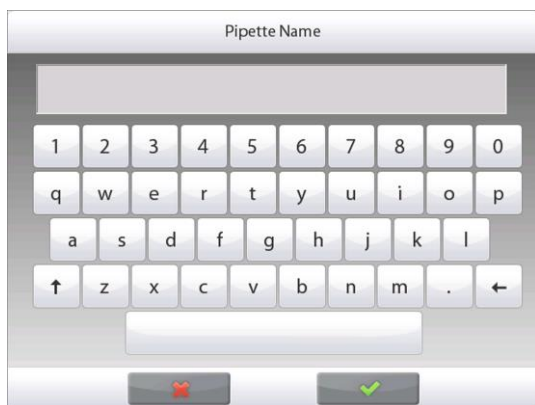 Pipette Name
1 2 3 4 5 6 7 8 9 0
q w e r t y u i o p
a s d f g h j k l
↑ z x c v b n m . ←